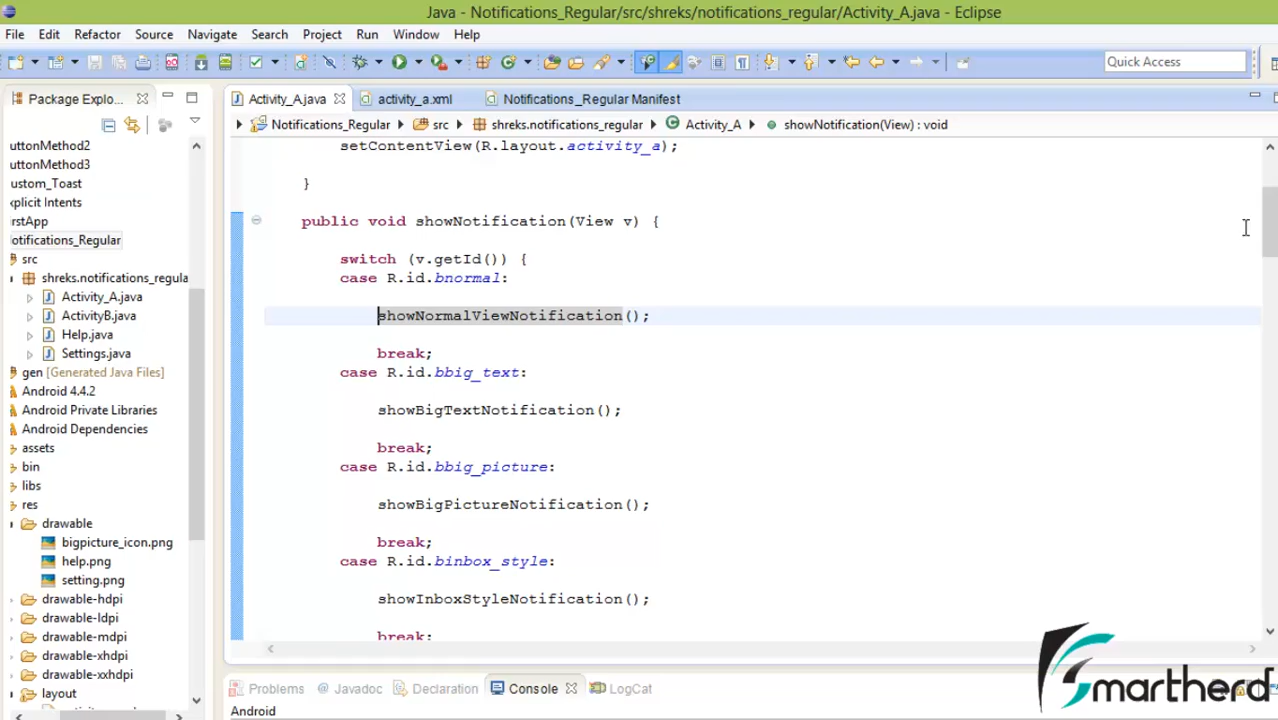 Java - Notifications_Regular/src/shreks/notifications_regular/Activity_A.java - Eclipse
File Edit Refactor Source Navigate Search Project Run Window Help
Quick Access
Package Explo...
Activity_A.java activity_a.xml Notifications_Regular Manifest
Notifications_Regular src shreks.notifications_regular Activity_A showNotification(View) : void
uttonMethod2
uttonMethod3
ustom_Toast
xplicit Intents
rstApp
otifications_Regular
src
shreks.notifications_regula
Activity_A.java
ActivityB.java
Help.java
Settings.java
gen [Generated Java Files]
Android 4.4.2
Android Private Libraries
Android Dependencies
assets
bin
libs
res
drawable
bigpicture_icon.png
help.png
setting.png
drawable-hdpi
drawable-ldpi
drawable-mdpi
drawable-xhdpi
drawable-xxhdpi
layout
setContentView(R.layout.activity_a);
}
public void showNotification(View v) {
switch (v.getId()) {
case R.id.bnormal:
showNormalViewNotification();
break;
case R.id.bbig_text:
showBigTextNotification();
break;
case R.id.bbig_picture:
showBigPictureNotification();
break;
case R.id.binbox_style:
showInboxStyleNotification();
break;
Problems Javadoc Declaration Console LogCat
Android
smartherd